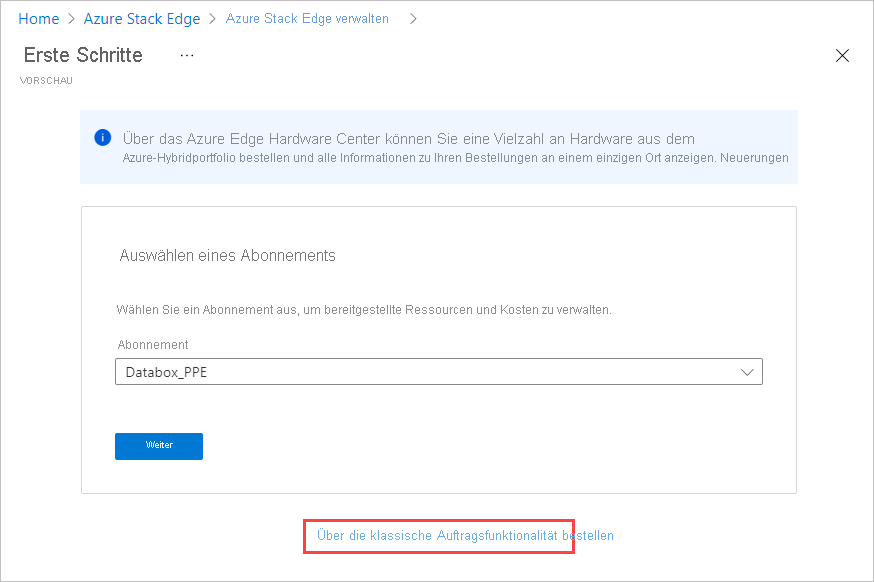 Home > Azure Stack Edge > Azure Stack Edge verwalten >
Erste Schritte ...
VORSCHAU
Über das Azure Edge Hardware Center können Sie eine Vielzahl an Hardware aus dem
Azure-Hybridportfolio bestellen und alle Informationen zu Ihren Bestellungen an einem einzigen Ort anzeigen. Neuerungen
Auswählen eines Abonnements
Wählen Sie ein Abonnement aus, um bereitgestellte Ressourcen und Kosten zu verwalten.
Abonnement
Databox_PPE
Weiter
Über die klassische Auftragsfunktionalität bestellen